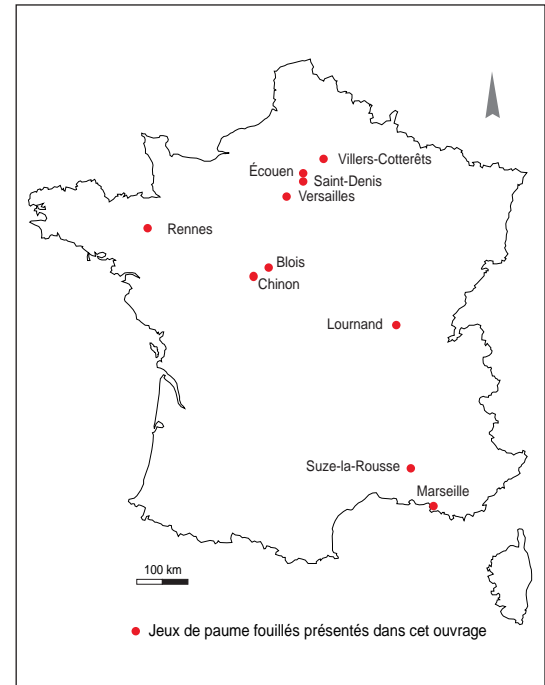 Villers-Cotterêts
Écouen
Saint-Denis
Versailles
Rennes
Blois
Chinon
Lournand
Suze-la-Rousse
Marseille
100 km
Jeux de paume fouillés présentés dans cet ouvrage